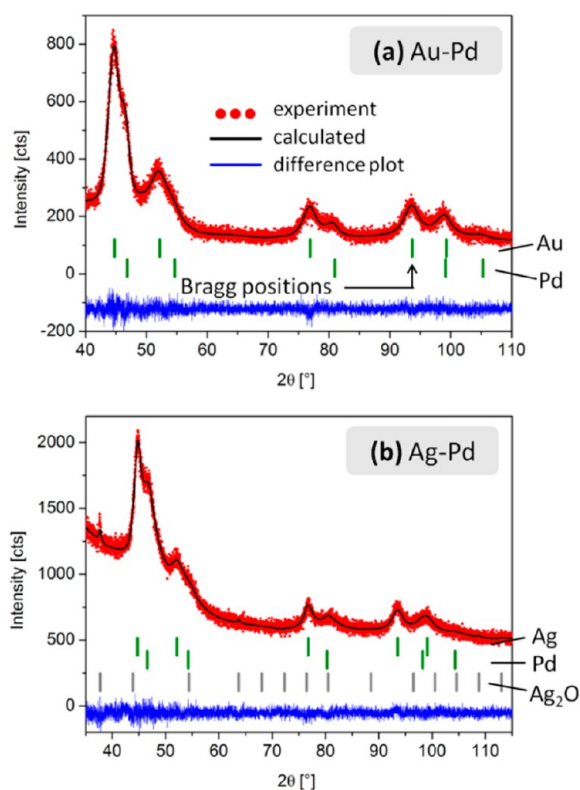 (a) Au-Pd
experiment
calculated
difference plot
Intensity [cts]
800
600
400
200
0
-200
Au
Pd
Bragg positions
40 50 60 70 80 90 100 110
2θ [°]
(b) Ag-Pd
Intensity [cts]
2000
1500
1000
500
0
Ag
Pd
Ag₂O
40 50 60 70 80 90 100 110
2θ [°]